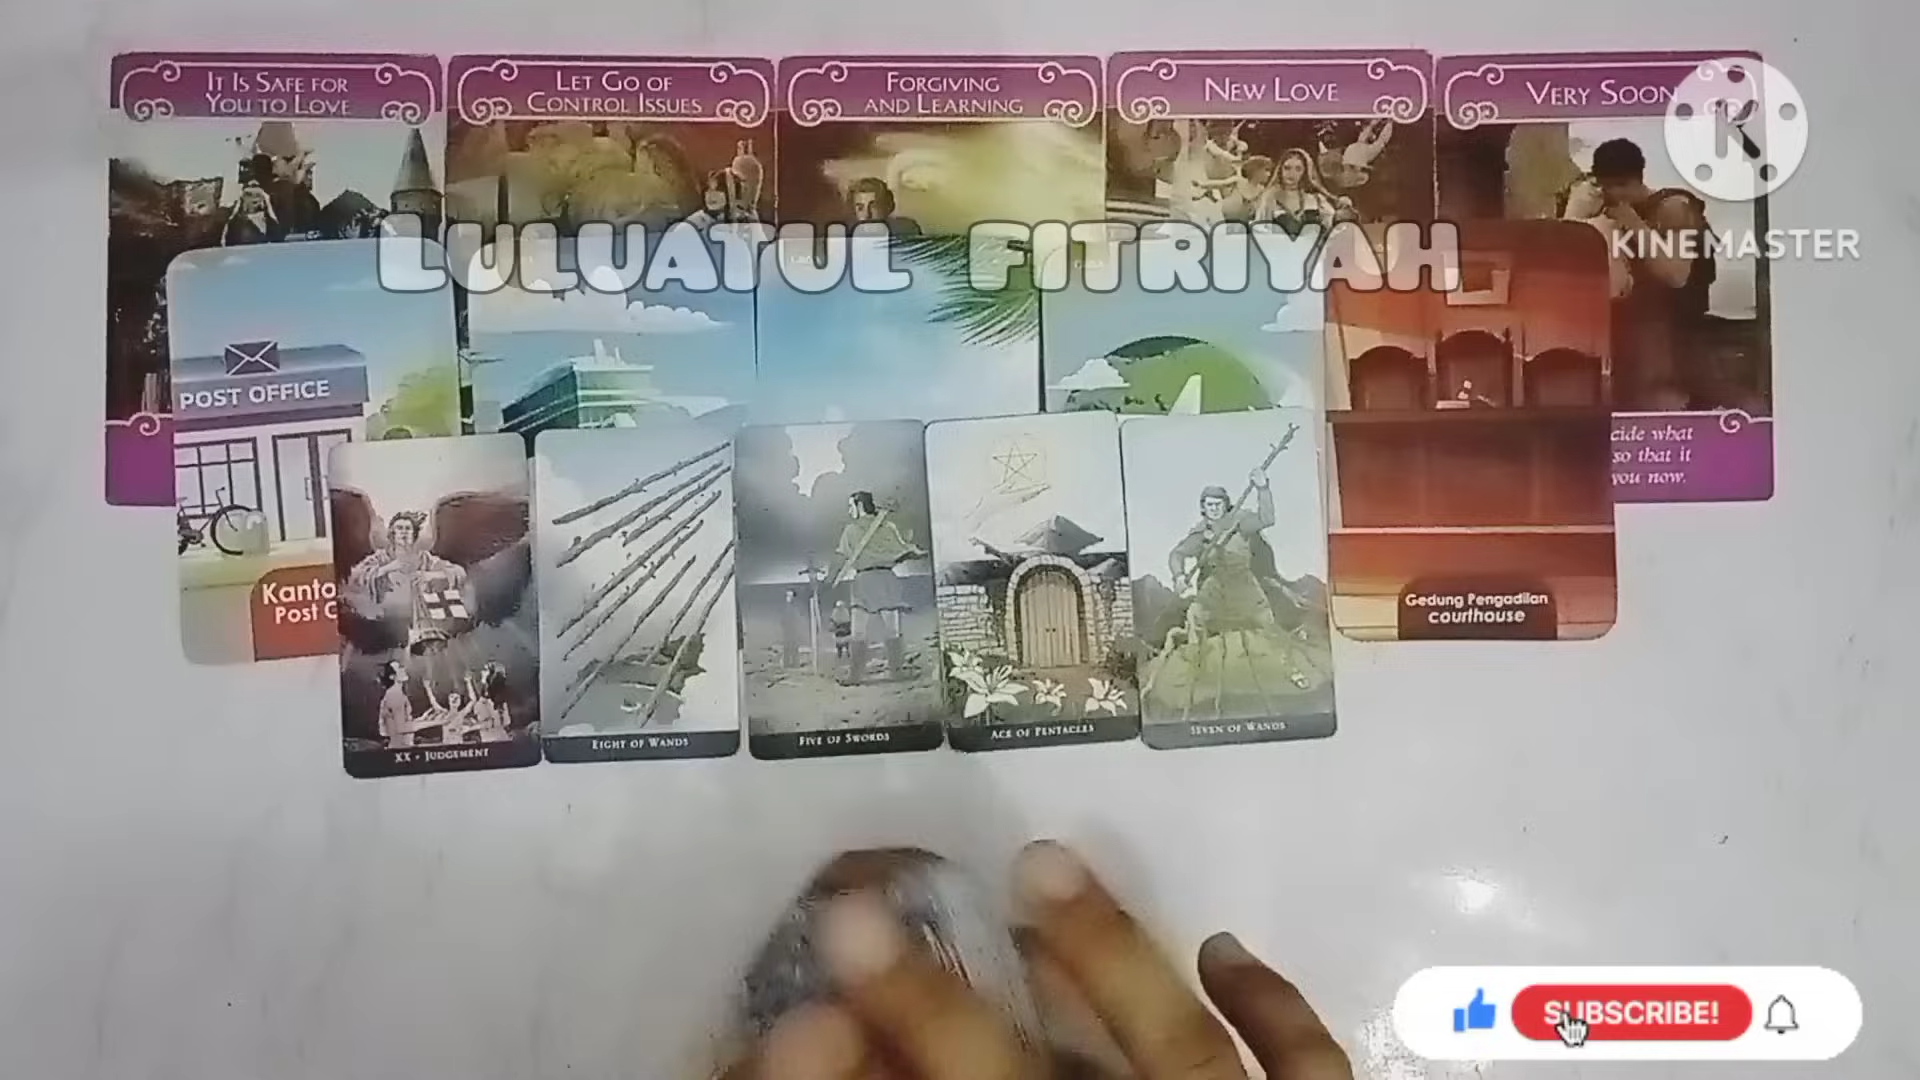 IT IS SAFE FOR
YOU TO LOVE
LET GO OF
CONTROL ISSUES
FORGIVING
AND LEARNING
NEW LOVE
VERY SOON
LULUATUL FITRIYAH
KINEMASTER
POST OFFICE
cide what
so that it
you now.
Kanto
Post C
Gedung Pengadilan
courthouse
XX • JUDGEMENT
EIGHT OF WANDS
FIVE OF SWORDS
ACE OF PENTACLES
SEVEN OF WANDS
SUBSCRIBE!